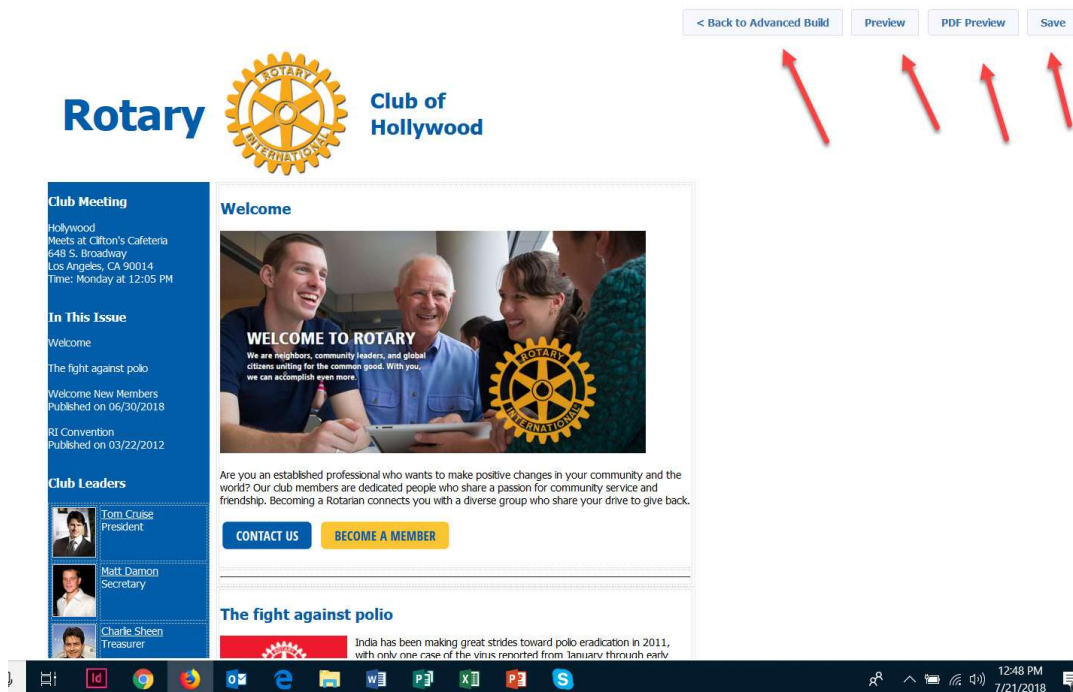 < Back to Advanced Build
Preview
PDF Preview
Save
Rotary
ROTARY
INTERNATIONAL
Club of
Hollywood
Club Meeting
Hollywood
Meets at Clifton's Cafeteria
648 S. Broadway
Los Angeles, CA 90014
Time: Monday at 12:05 PM
In This Issue
Welcome
The fight against polio
Welcome New Members
Published on 06/30/2018
RI Convention
Published on 03/22/2012
Club Leaders
Tom Cruise
President
Matt Damon
Secretary
Charlie Sheen
Treasurer
Welcome
WELCOME TO ROTARY
We are neighbors, community leaders, and global
citizens uniting for the common good. With you,
we can accomplish even more.
ROTARY
INTERNATIONAL
Are you an established professional who wants to make positive changes in your community and the
world? Our club members are dedicated people who share a passion for community service and
friendship. Becoming a Rotarian connects you with a diverse group who share your drive to give back.
CONTACT US
BECOME A MEMBER
The fight against polio
India has been making great strides toward polio eradication in 2011,
with only one case of the virus reported from January through early
Id
12:48 PM
7/21/2018